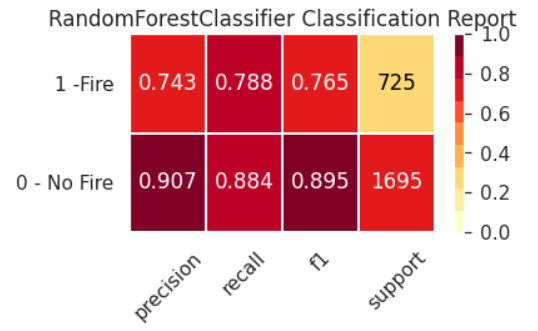 RandomForestClassifier Classification Report
1 -Fire 0.743 0.788 0.765 725
0 - No Fire 0.907 0.884 0.895 1695
precision recall f1 support
1.0
0.8
0.6
0.4
0.2
0.0